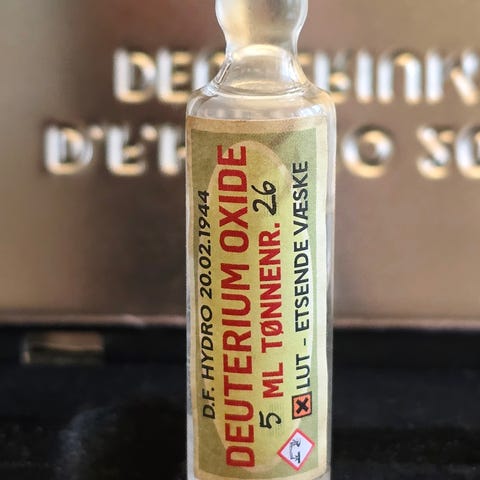 D.F. HYDRO 20.02.1944
DEUTERIUM OXIDE
5 ML TØNNENR. 26
LUT - ETSENDE VÆSKE